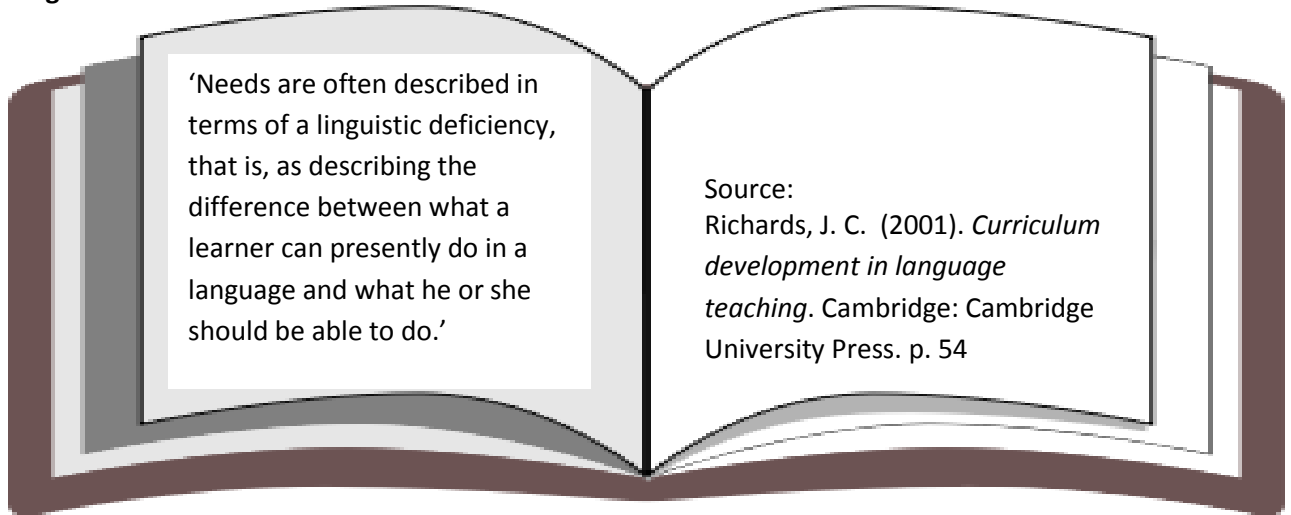 ‘Needs are often described in
terms of a linguistic deficiency,
that is, as describing the
difference between what a
learner can presently do in a
language and what he or she
should be able to do.’
Source:
Richards, J. C. (2001). Curriculum
development in language
teaching. Cambridge: Cambridge
University Press. p. 54